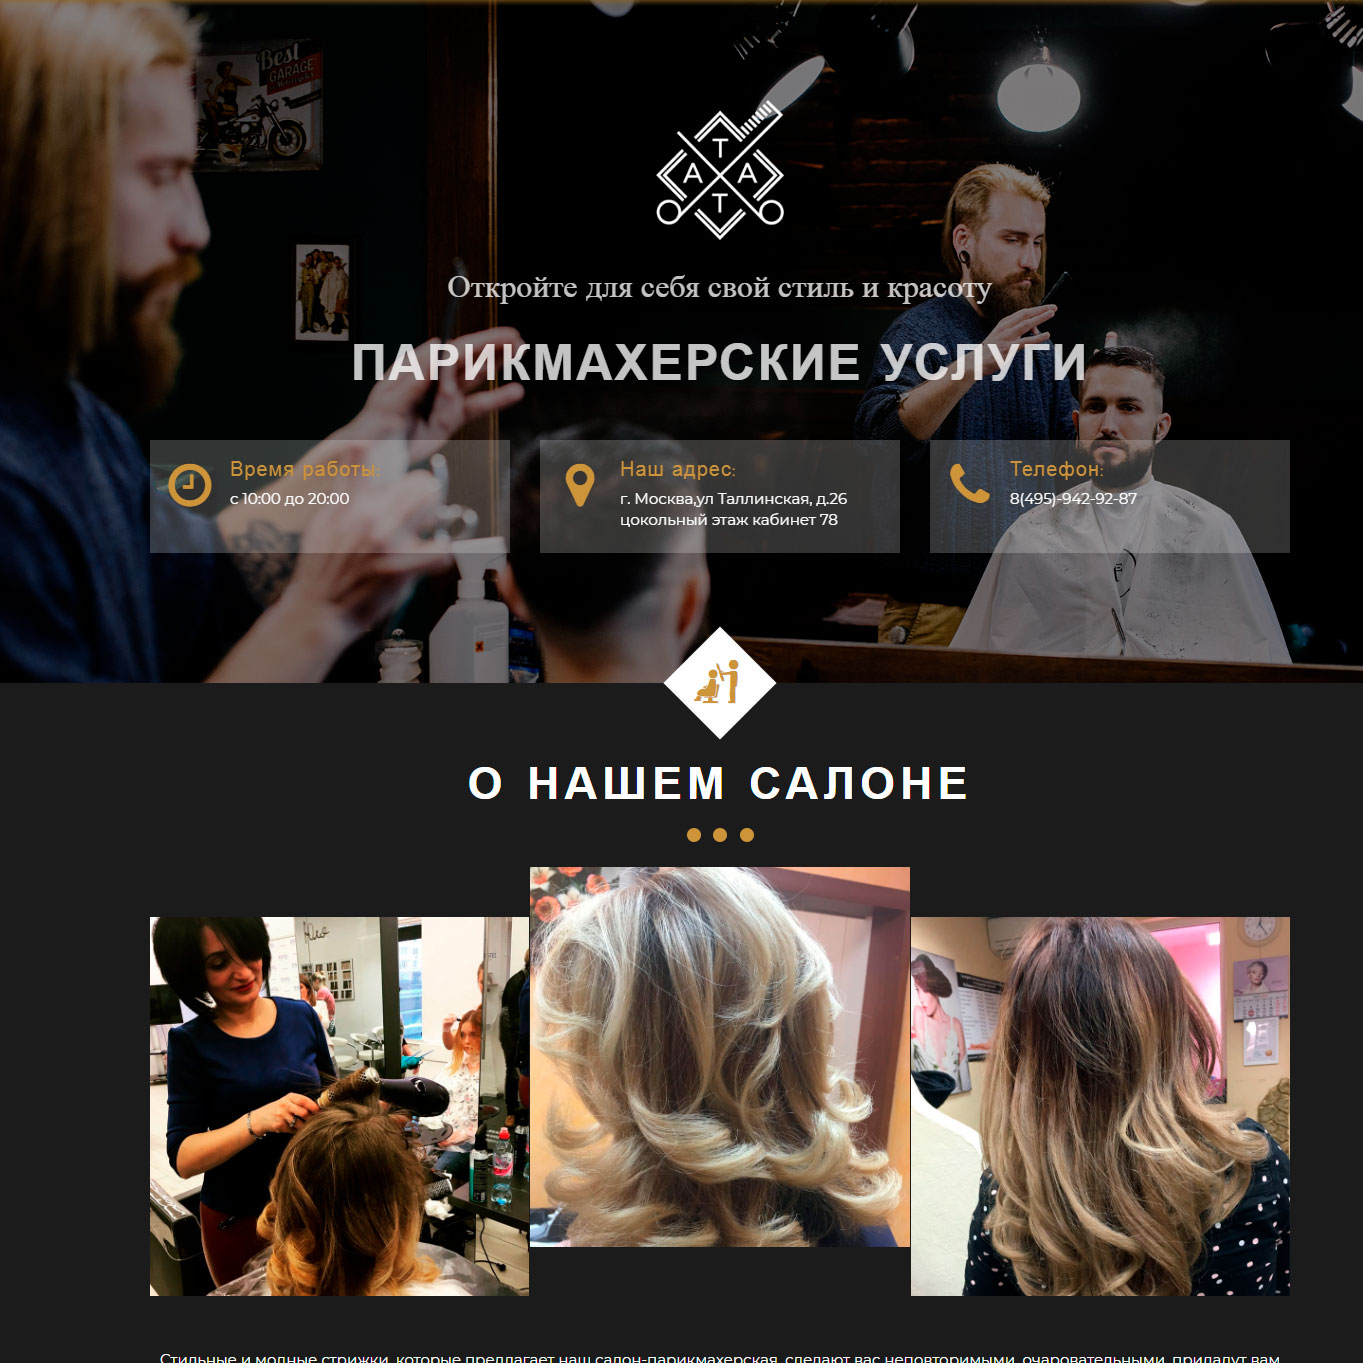 Best
GARAGE
T
A A
T
Откройте для себя свой стиль и красоту
ПАРИКМАХЕРСКИЕ УСЛУГИ
Время работы:
с 10:00 до 20:00
Наш адрес:
г. Москва,ул Таллинская, д.26
цокольный этаж кабинет 78
Телефон:
8(495)-942-92-87
О НАШЕМ САЛОНЕ
Стильные и модные стрижки, которые предлагает наш салон-парикмахерская, сделают вас неповторимыми, очаровательными, придадут вам